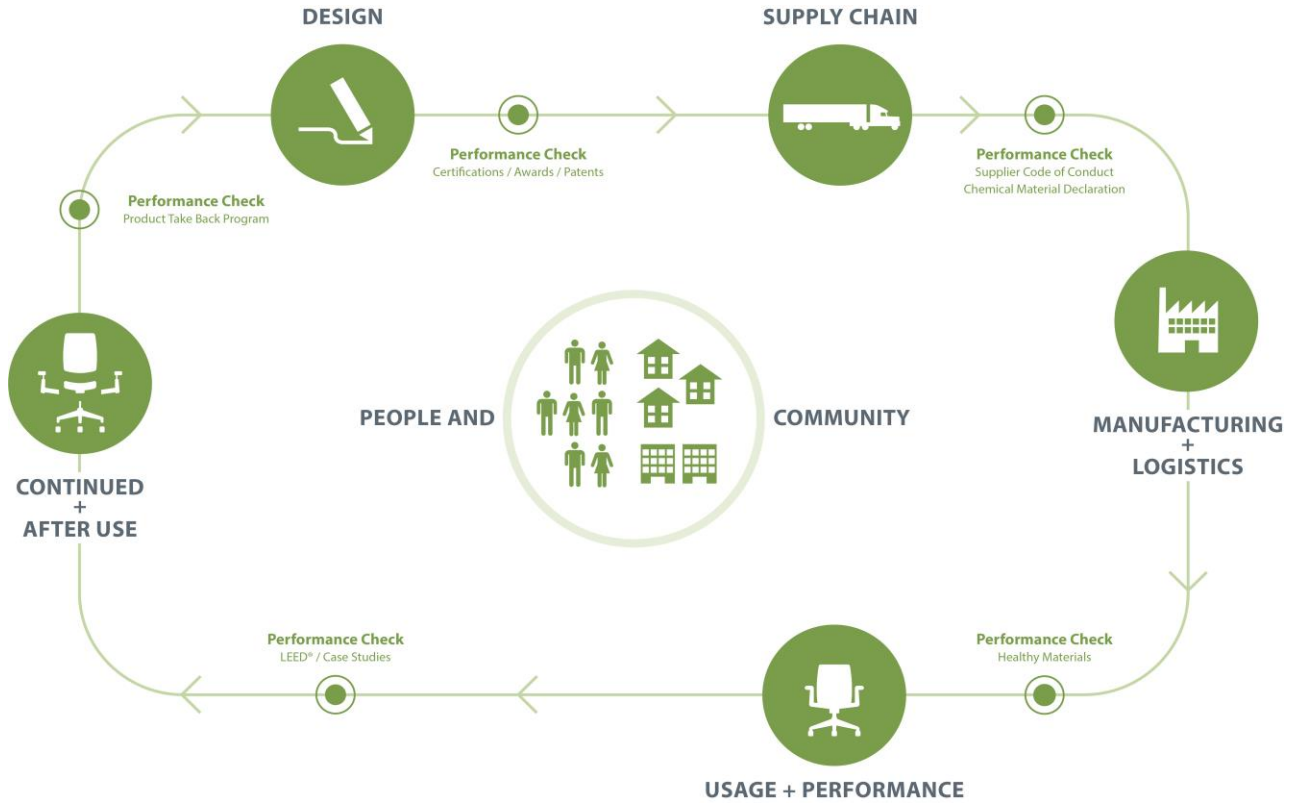 DESIGN
SUPPLY CHAIN
Performance Check
Certifications / Awards / Patents
Performance Check
Supplier Code of Conduct
Chemical Material Declaration
Performance Check
Product Take Back Program
PEOPLE AND
COMMUNITY
MANUFACTURING
+
LOGISTICS
CONTINUED
+
AFTER USE
Performance Check
LEED® / Case Studies
Performance Check
Healthy Materials
USAGE + PERFORMANCE